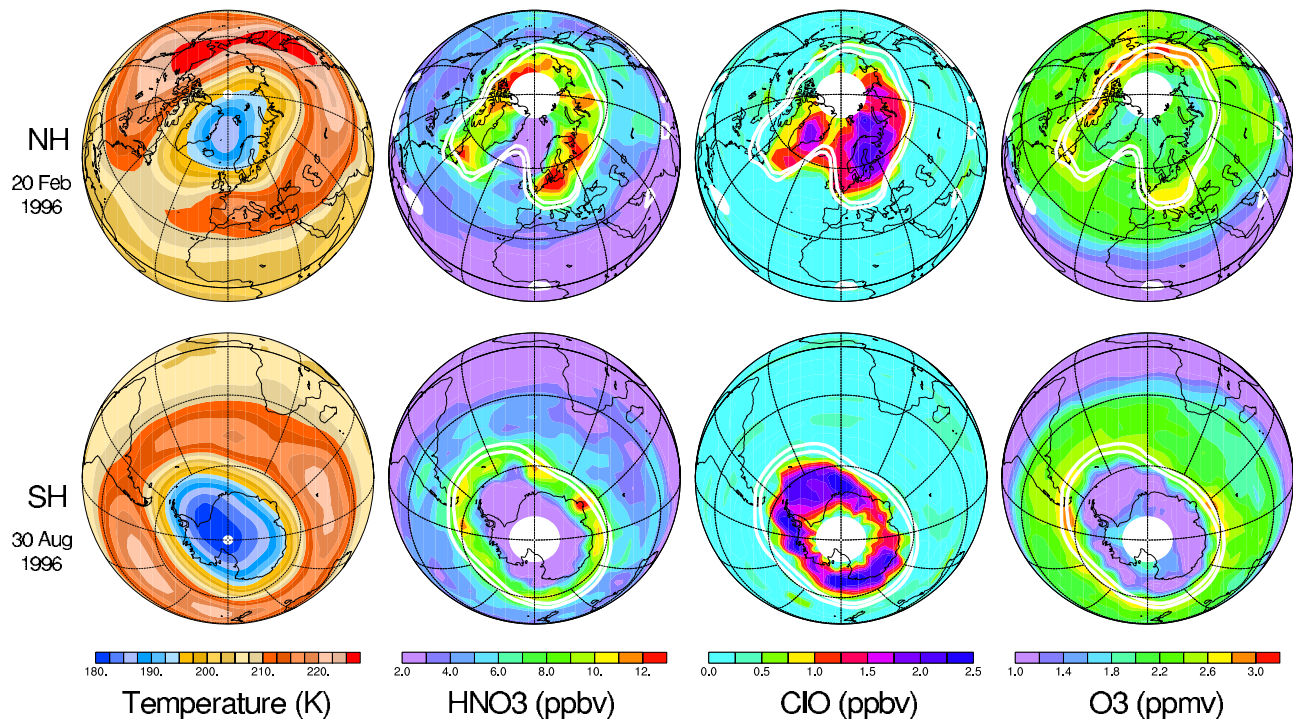 NH
20 Feb
1996
SH
30 Aug
1996
180. 190. 200. 210. 220.
Temperature (K)
2.0 4.0 6.0 8.0 10. 12.
HNO3 (ppbv)
0.0 0.5 1.0 1.5 2.0 2.5
ClO (ppbv)
1.0 1.4 1.8 2.2 2.6 3.0
O3 (ppmv)